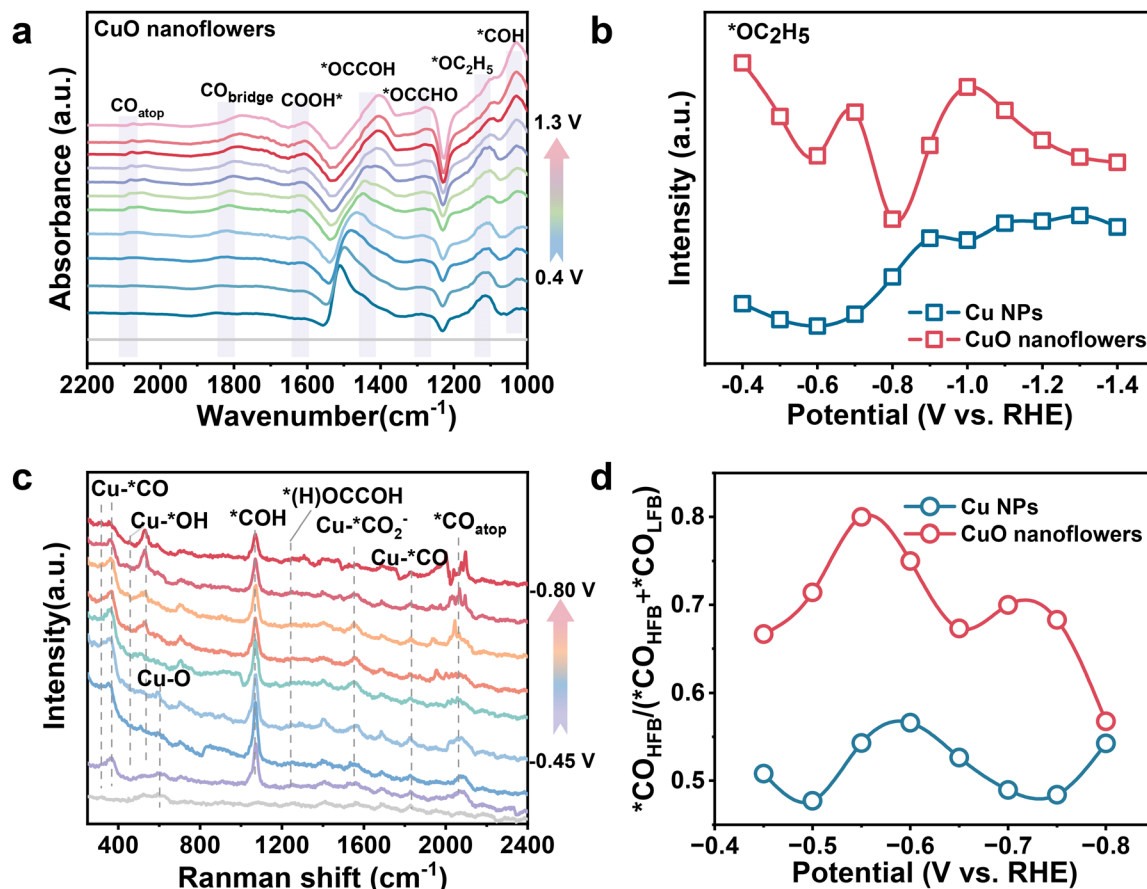 a
CuO nanoflowers
*COH
*OC2H5
*OCCOH
CObridge
COOH*
*OCCHO
COatop
1.3 V
0.4 V
Absorbance (a.u.)
2200 2000 1800 1600 1400 1200 1000
Wavenumber(cm-1)
b
*OC2H5
Intensity (a.u.)
Cu NPs
CuO nanoflowers
-0.4 -0.6 -0.8 -1.0 -1.2 -1.4
Potential (V vs. RHE)
c
Cu-*CO
*(H)OCCOH
Cu-*OH
*COH
Cu-*CO2-
*COatop
Cu-*CO
-0.80 V
Cu-O
-0.45 V
Intensity(a.u.)
400 800 1200 1600 2000 2400
Ranman shift (cm-1)
d
*COHFB/(*COHFB+*COLFB)
Cu NPs
CuO nanoflowers
0.8
0.7
0.6
0.5
−0.4 −0.5 −0.6 −0.7 −0.8
Potential (V vs. RHE)